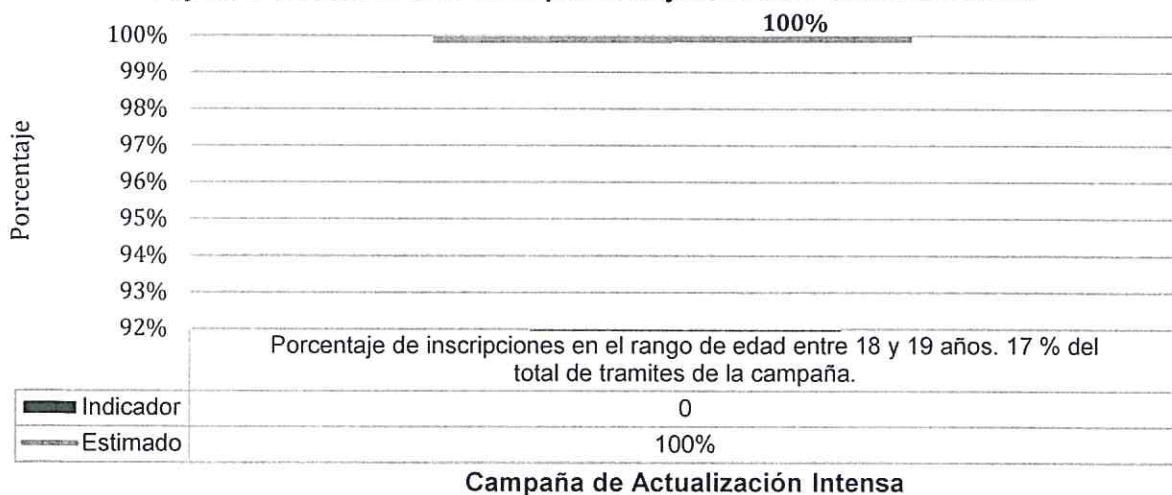 100%
100%
99%
98%
97%
96%
95%
94%
93%
92%
Porcentaje
Porcentaje de inscripciones en el rango de edad entre 18 y 19 años. 17 % del
total de tramites de la campaña.
Indicador 0
Estimado 100%
Campaña de Actualización Intensa